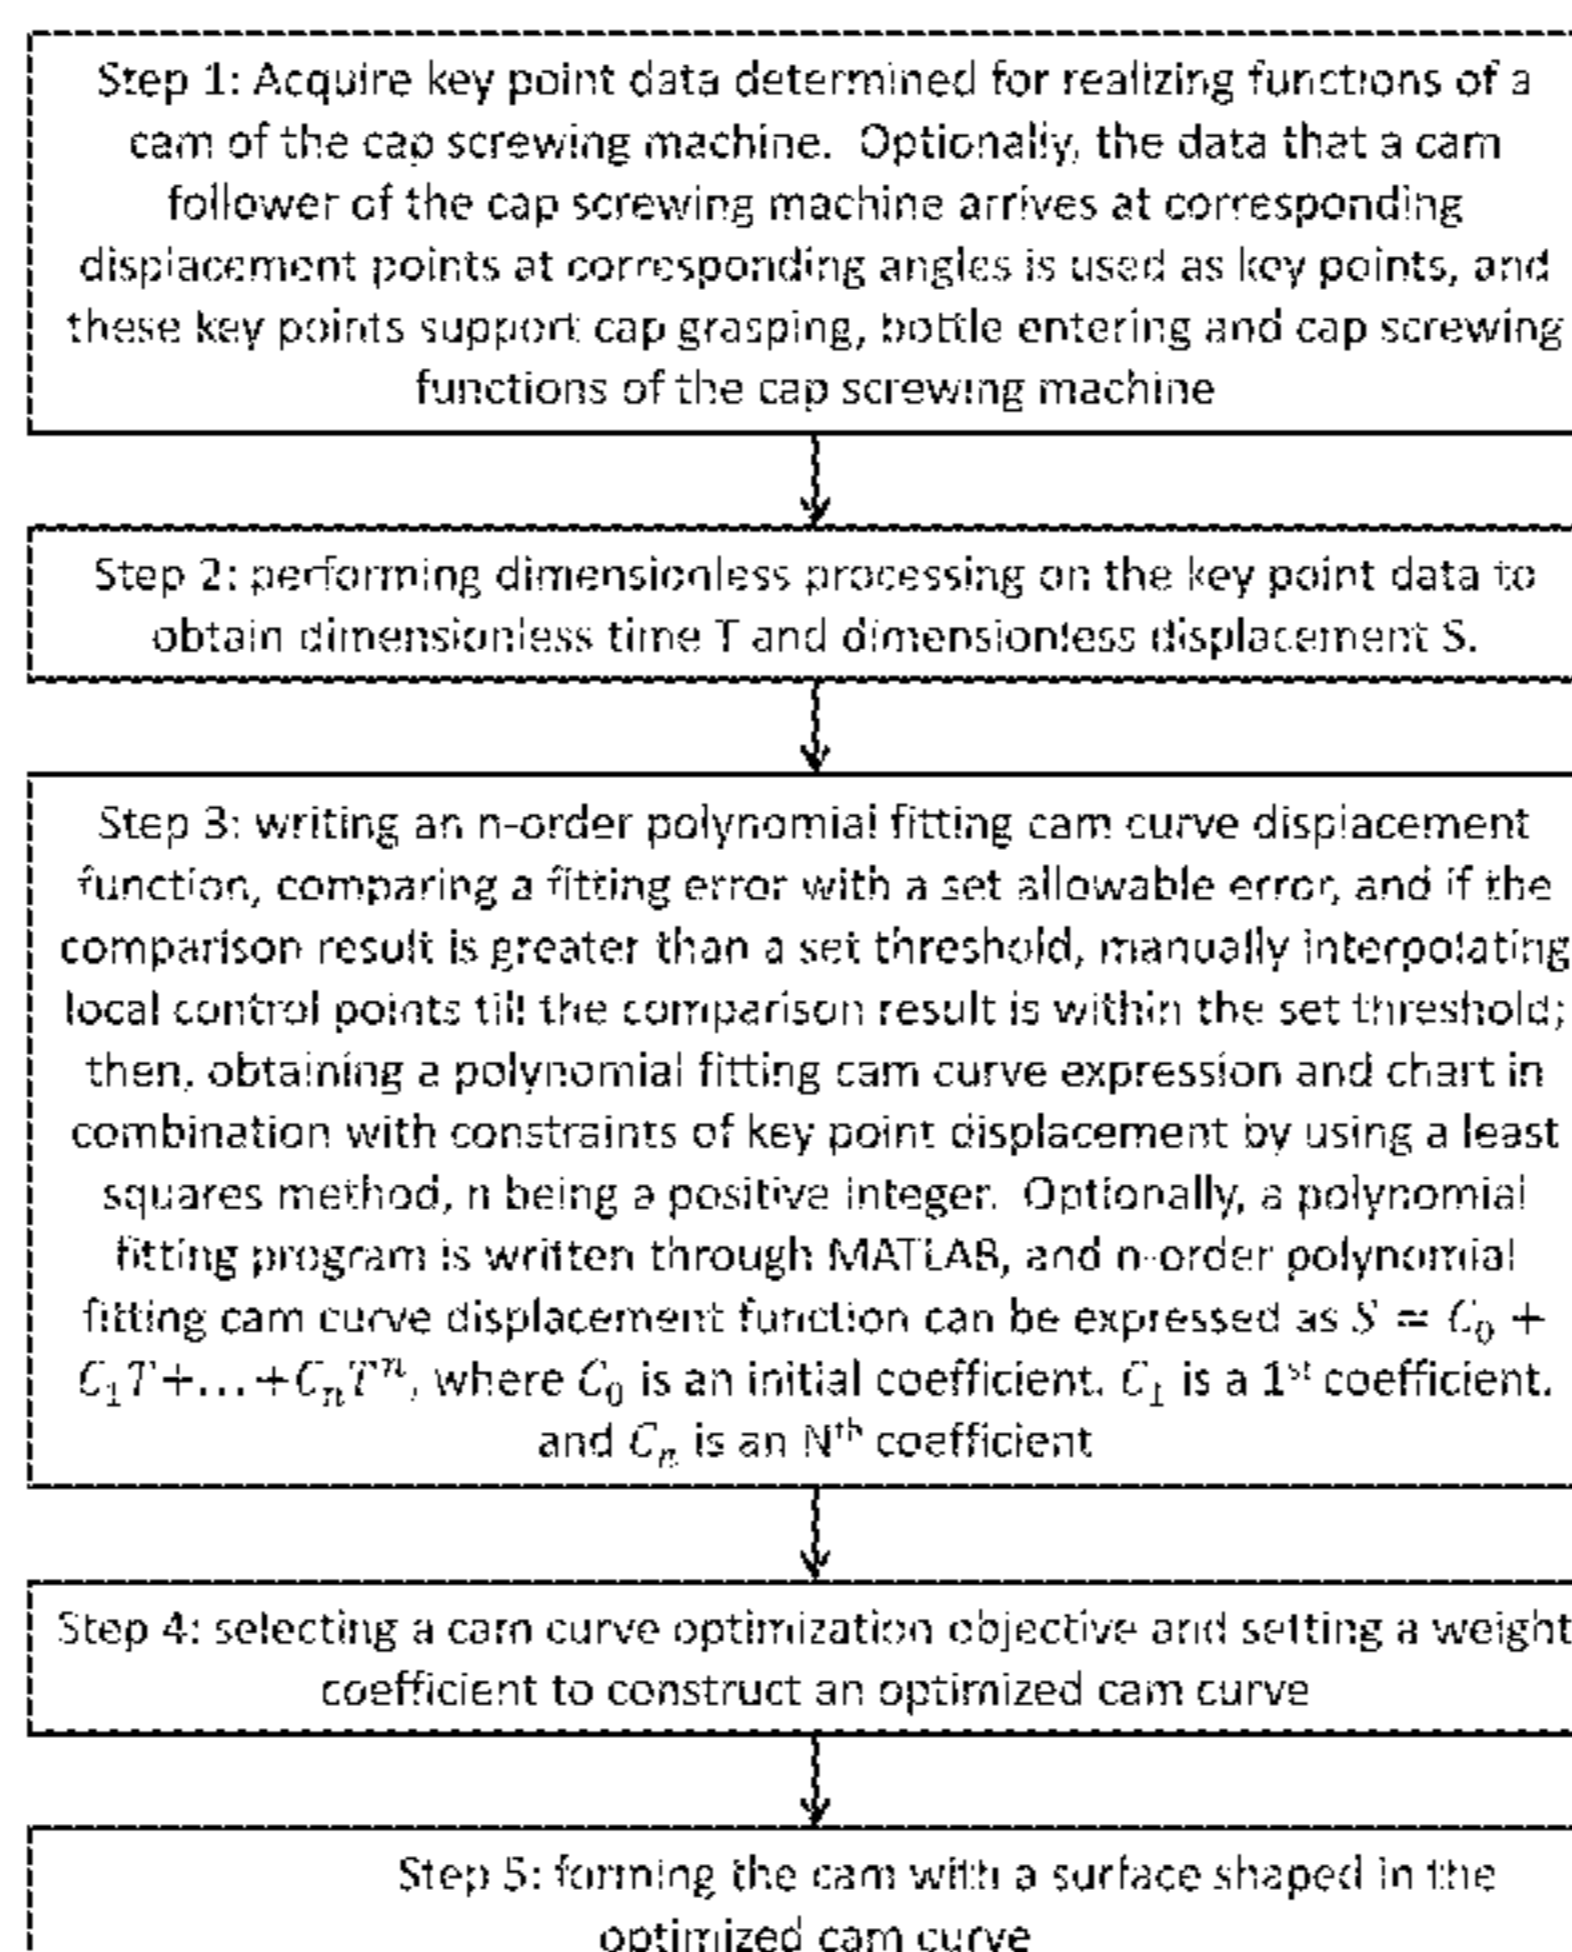 Step 1: Acquire key point data determined for realizing functions of a
cam of the cap screwing machine. Optionally, the data that a cam
follower of the cap screwing machine arrives at corresponding
displacement points at corresponding angles is used as key points, and
these key points support cap grasping, bottle entering and cap screwing
functions of the cap screwing machine
Step 2: performing dimensionless processing on the key point data to
obtain dimensionless time T and dimensionless displacement S.
Step 3: writing an n-order polynomial fitting cam curve displacement
function, comparing a fitting error with a set allowable error, and if the
comparison result is greater than a set threshold, manually interpolating
local control points till the comparison result is within the set threshold;
then, obtaining a polynomial fitting cam curve expression and chart in
combination with constraints of key point displacement by using a least
squares method, n being a positive integer. Optionally, a polynomial
fitting program is written through MATLAB, and n-order polynomial
fitting cam curve displacement function can be expressed as S = C₀ +
C₁T+...+CₙTⁿ, where C₀ is an initial coefficient. C₁ is a 1ˢᵗ coefficient.
and Cₙ is an Nᵗʰ coefficient
Step 4: selecting a cam curve optimization objective and setting a weight
coefficient to construct an optimized cam curve
Step 5: forming the cam with a surface shaped in the
optimized cam curve